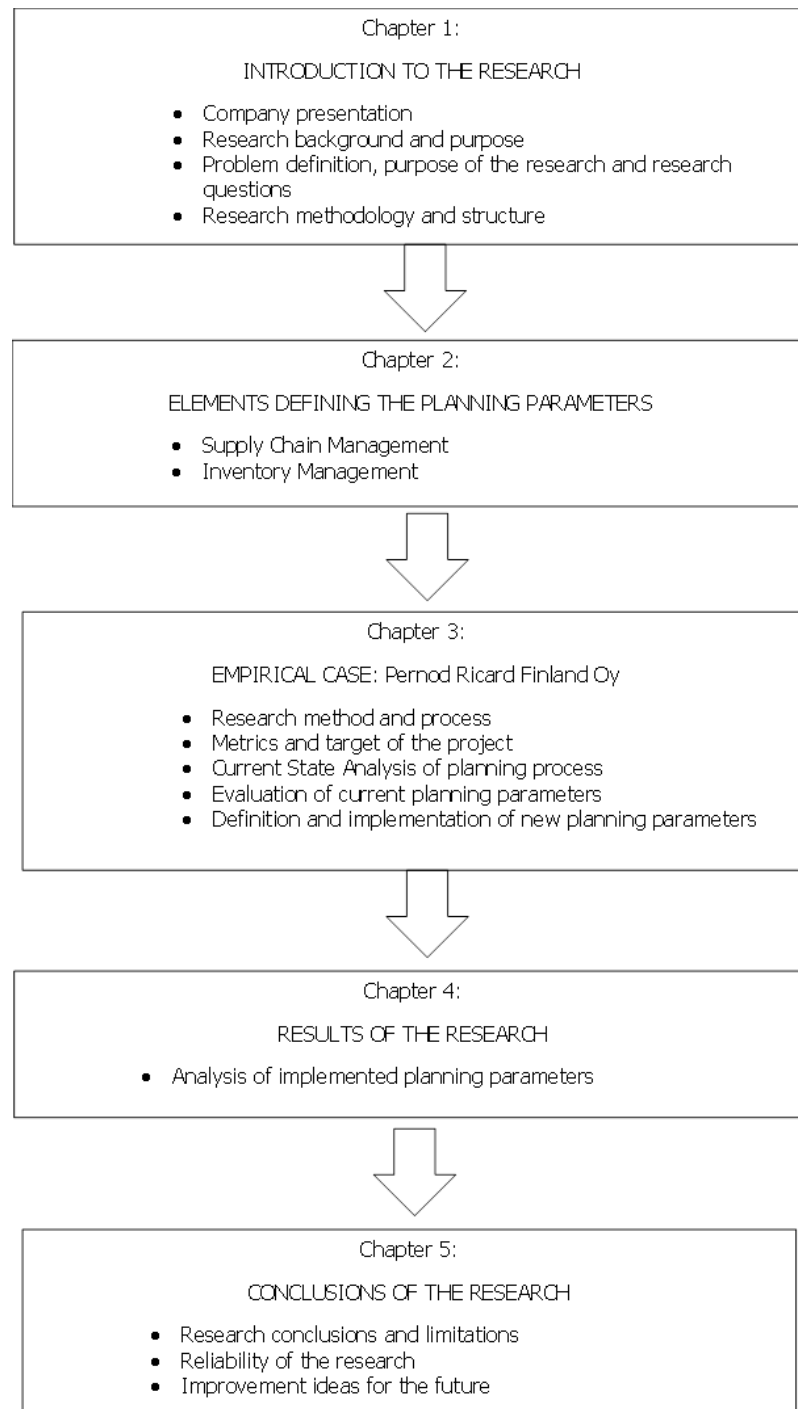 Chapter 1:
INTRODUCTION TO THE RESEARCH
• Company presentation
• Research background and purpose
• Problem definition, purpose of the research and research
questions
• Research methodology and structure
Chapter 2:
ELEMENTS DEFINING THE PLANNING PARAMETERS
• Supply Chain Management
• Inventory Management
Chapter 3:
EMPIRICAL CASE: Pernod Ricard Finland Oy
• Research method and process
• Metrics and target of the project
• Current State Analysis of planning process
• Evaluation of current planning parameters
• Definition and implementation of new planning parameters
Chapter 4:
RESULTS OF THE RESEARCH
• Analysis of implemented planning parameters
Chapter 5:
CONCLUSIONS OF THE RESEARCH
• Research conclusions and limitations
• Reliability of the research
• Improvement ideas for the future